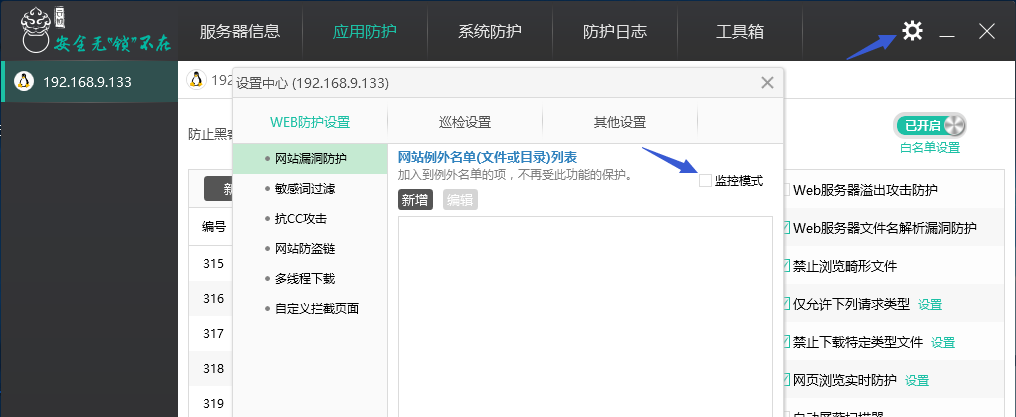 安全无"锁"不在
服务器信息
应用防护
系统防护
防护日志
工具箱
192.168.9.133
192
设置中心 (192.168.9.133)
WEB防护设置
巡检设置
其他设置
防止黑客
已开启
白名单设置
网站漏洞防护
敏感词过滤
抗CC攻击
网站防盗链
多线程下载
自定义拦截页面
网站例外名单(文件或目录)列表
加入到例外名单的项，不再受此功能的保护。
监控模式
新增
编辑
新
编号
315
316
317
318
319
Web服务器溢出攻击防护
Web服务器文件名解析漏洞防护
禁止浏览畸形文件
仅允许下列请求类型 设置
禁止下载特定类型文件 设置
网页浏览实时防护 设置
自动屏蔽扫描器